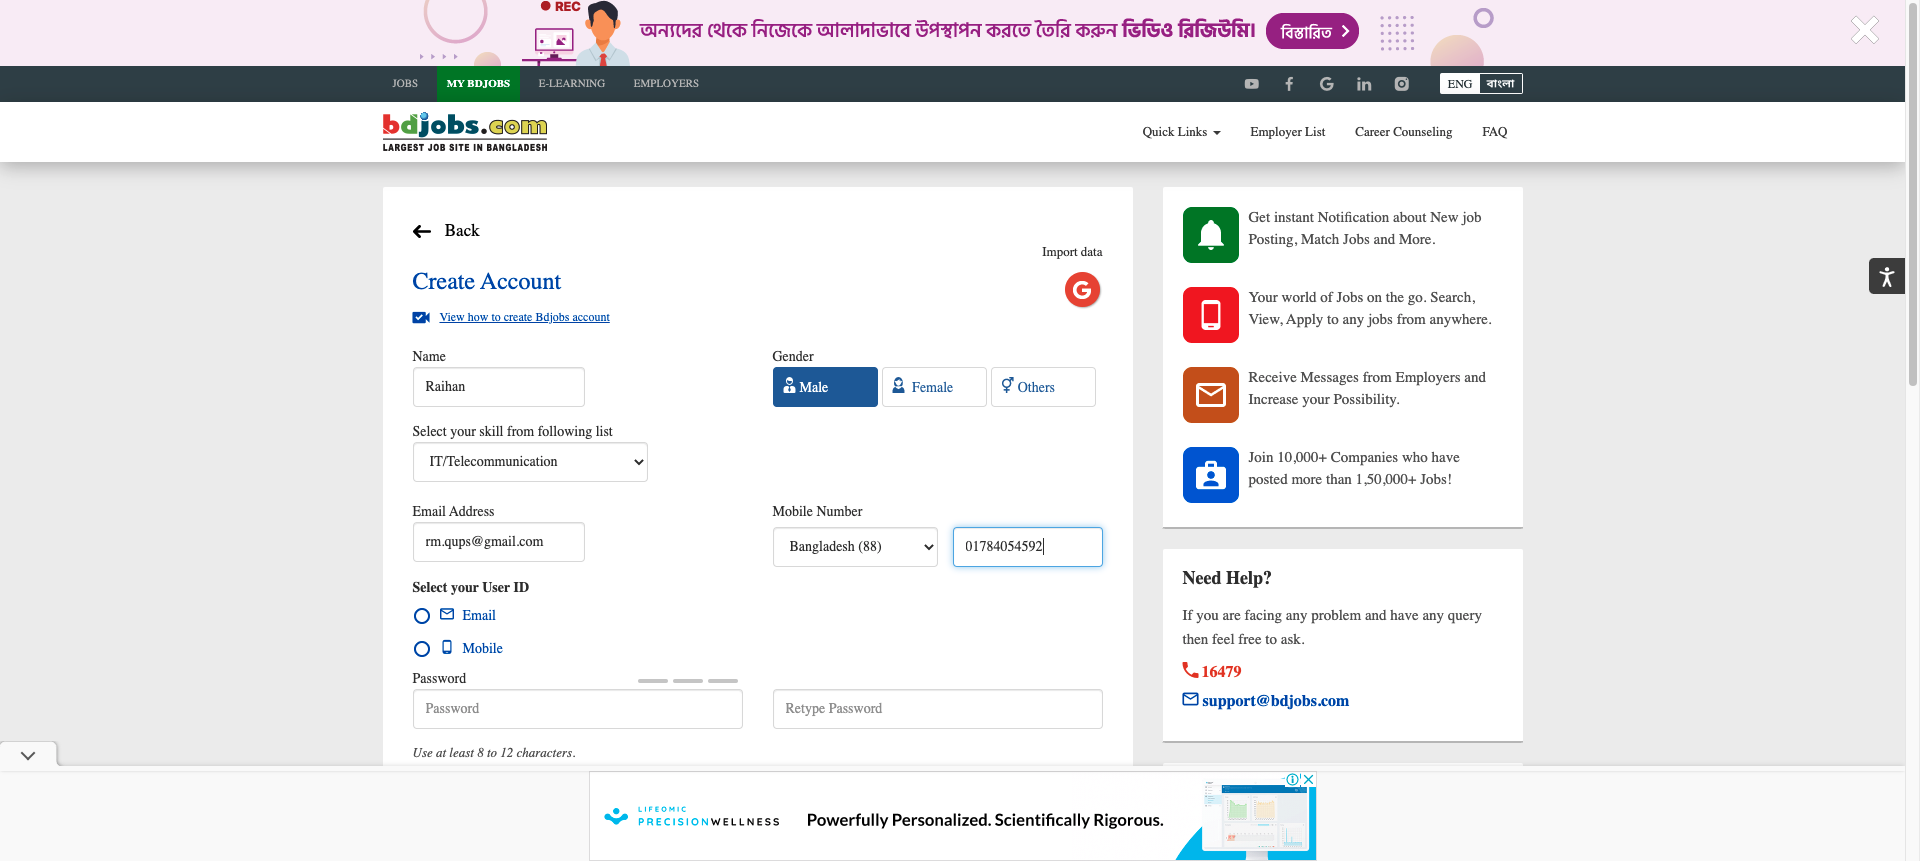 REC
অন্যদের থেকে নিজেকে আলাদাভাবে উপস্থাপন করতে তৈরি করুন ভিডিও রিজিউমি!
বিস্তারিত
JOBS MY BDJOBS E-LEARNING EMPLOYERS
ENG বাংলা
bdjobs.com
LARGEST JOB SITE IN BANGLADESH
Quick Links Employer List Career Counseling FAQ
Back
Import data
Create Account
View how to create Bdjobs account
Name
Raihan
Gender
Male Female Others
Select your skill from following list
IT/Telecommunication
Email Address
rm.qups@gmail.com
Mobile Number
Bangladesh (88) 01784054592
Select your User ID
Email
Mobile
Password
Password
Retype Password
Use at least 8 to 12 characters.
Get instant Notification about New job
Posting, Match Jobs and More.
Your world of Jobs on the go. Search,
View, Apply to any jobs from anywhere.
Receive Messages from Employers and
Increase your Possibility.
Join 10,000+ Companies who have
posted more than 1,50,000+ Jobs!
Need Help?
If you are facing any problem and have any query
then feel free to ask.
16479
support@bdjobs.com
LIFEOMIC
PRECISIONWELLNESS
Powerfully Personalized. Scientifically Rigorous.